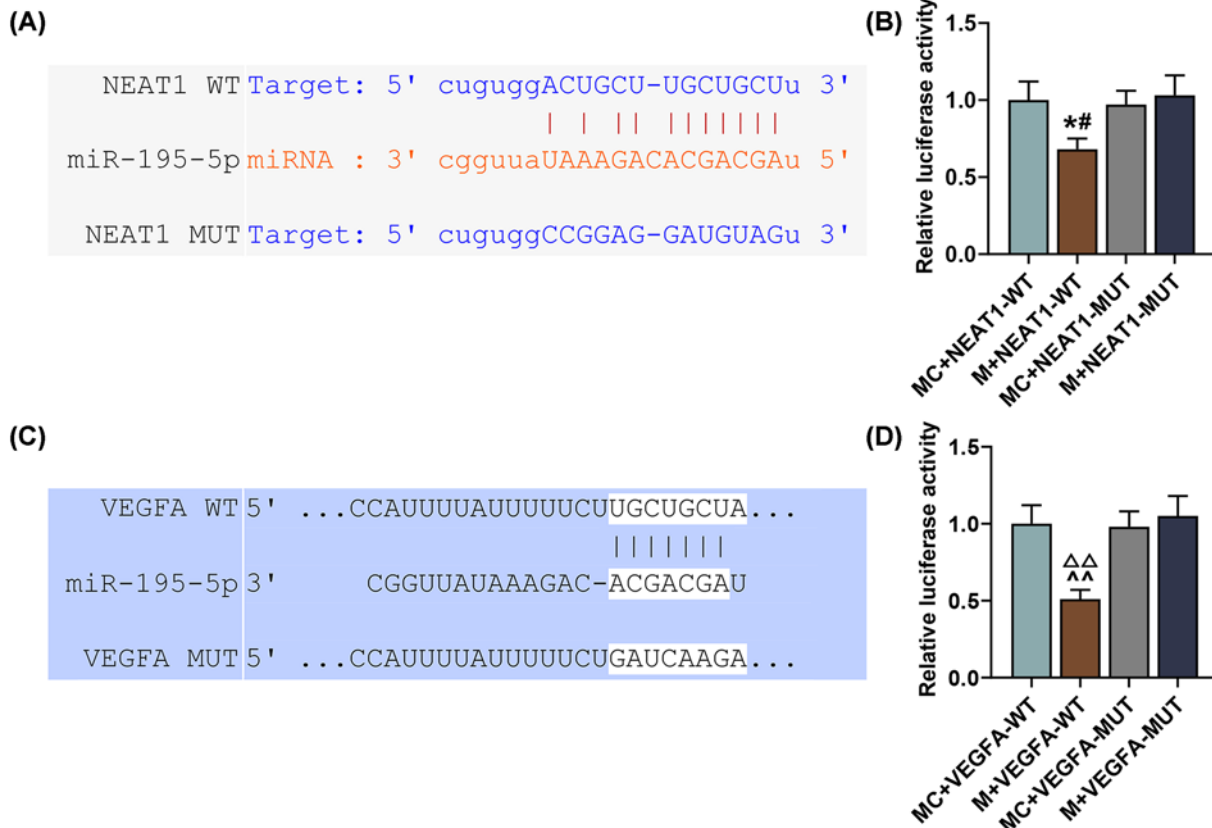 (A)
NEAT1 WT Target: 5' cuguggACUGCU-UGCUGCUu 3'
| | || |||||||
miR-195-5p miRNA : 3' cgguuaUAAAGACACGACGAu 5'
NEAT1 MUT Target: 5' cuguggCCGGAG-GAUGUAGu 3'
(B)
Relative luciferase activity
1.5
1.0
0.5
0.0
*#
MC+NEAT1-WT
M+NEAT1-WT
MC+NEAT1-MUT
M+NEAT1-MUT
(C)
VEGFA WT 5' ...CCAUUUUAUUUUUCUUGCUGCUA...
|||||||
miR-195-5p 3' CGGUUAUAAAGAC-ACGACGAU
VEGFA MUT 5' ...CCAUUUUAUUUUUCUGAUCAAGA...
(D)
Relative luciferase activity
1.5
1.0
0.5
0.0
△△
^^
MC+VEGFA-WT
M+VEGFA-WT
MC+VEGFA-MUT
M+VEGFA-MUT